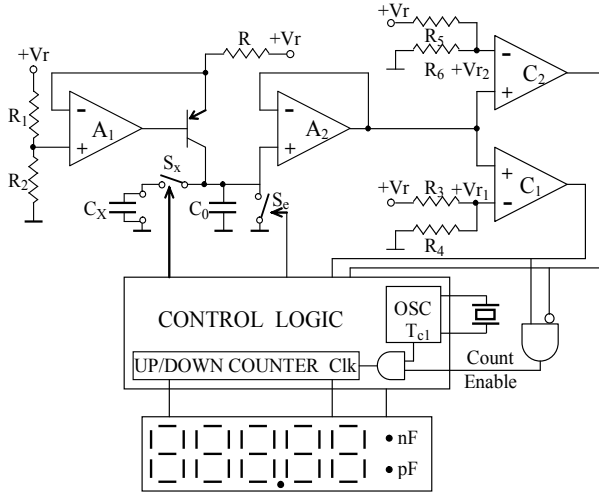 R
+Vr
+Vr
R5
R6
+Vr2
-
+
C2
+Vr
R1
R2
-
+
A1
-
+
A2
Sx
CX
C0
Se
+Vr
R3
+Vr1
R4
+
-
C1
CONTROL LOGIC
OSC
Tc1
UP/DOWN COUNTER Clk
Count
Enable
nF
pF